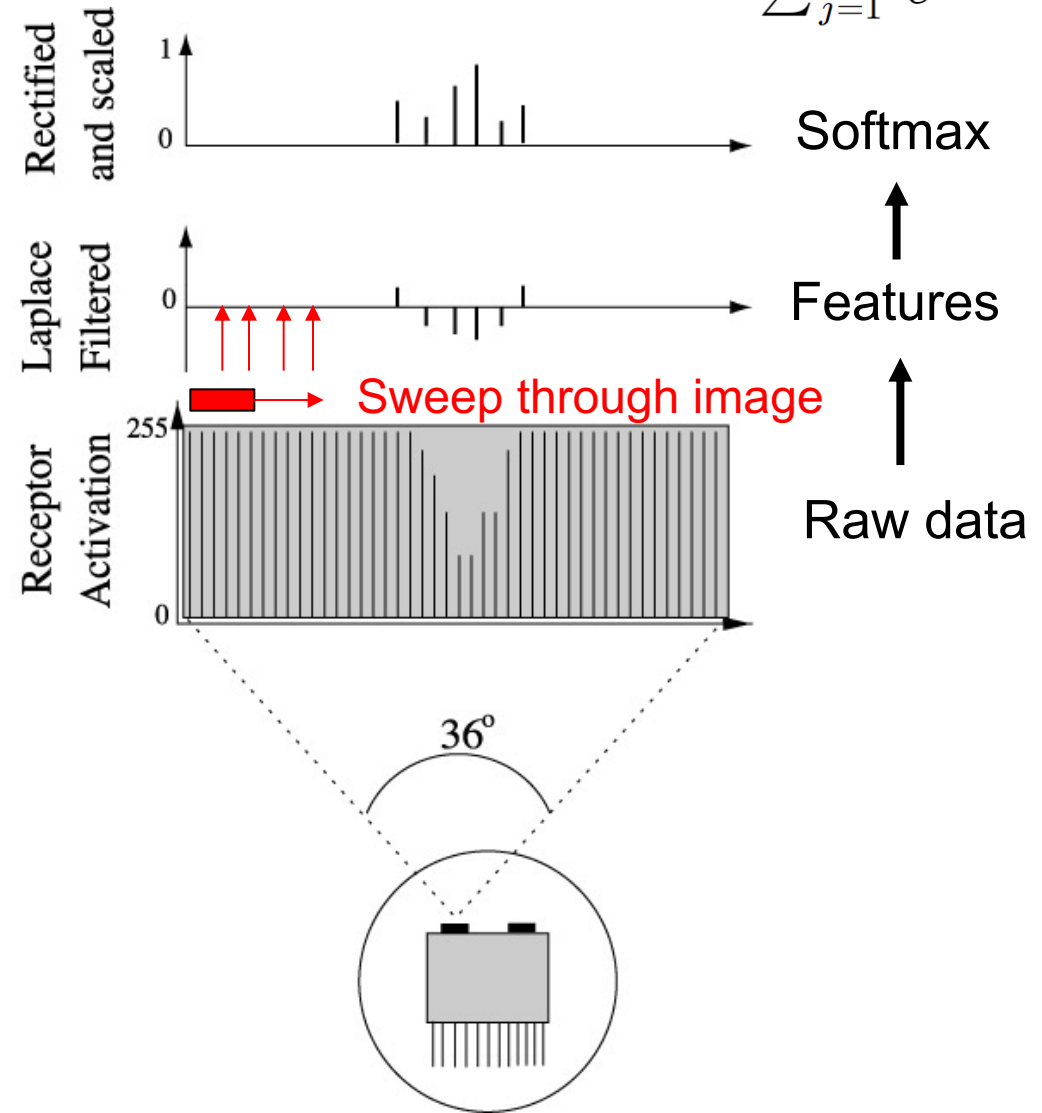 ∑ j=1
Rectified
and scaled
1
0
Softmax
Laplace
Filtered
0
Features
Sweep through image
Receptor
Activation
255
0
Raw data
36°